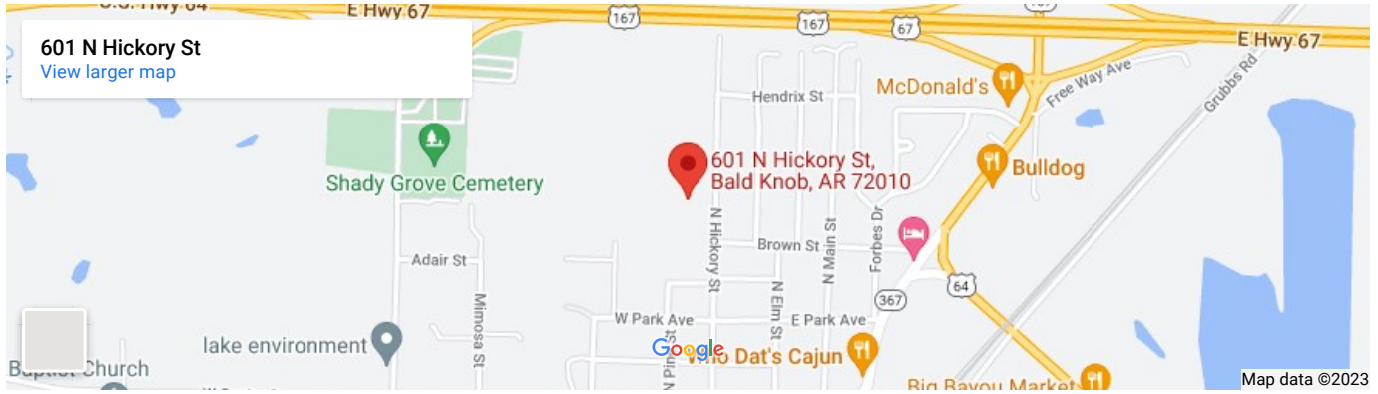 U.S. Hwy 64
E Hwy 67
167
167
67
E Hwy 67
601 N Hickory St
View larger map
McDonald's
Free Way Ave
Grubbs Rd
Hendrix St
Shady Grove Cemetery
601 N Hickory St,
Bald Knob, AR 72010
Bulldog
N Hickory St
Brown St
N Main St
Forbes Dr
Adair St
Mimosa St
64
367
N Elm St
W Park Ave
E Park Ave
lake environment
N Pine St
Google
Who Dat's Cajun
Baptist Church
Big Bayou Market
Map data ©2023